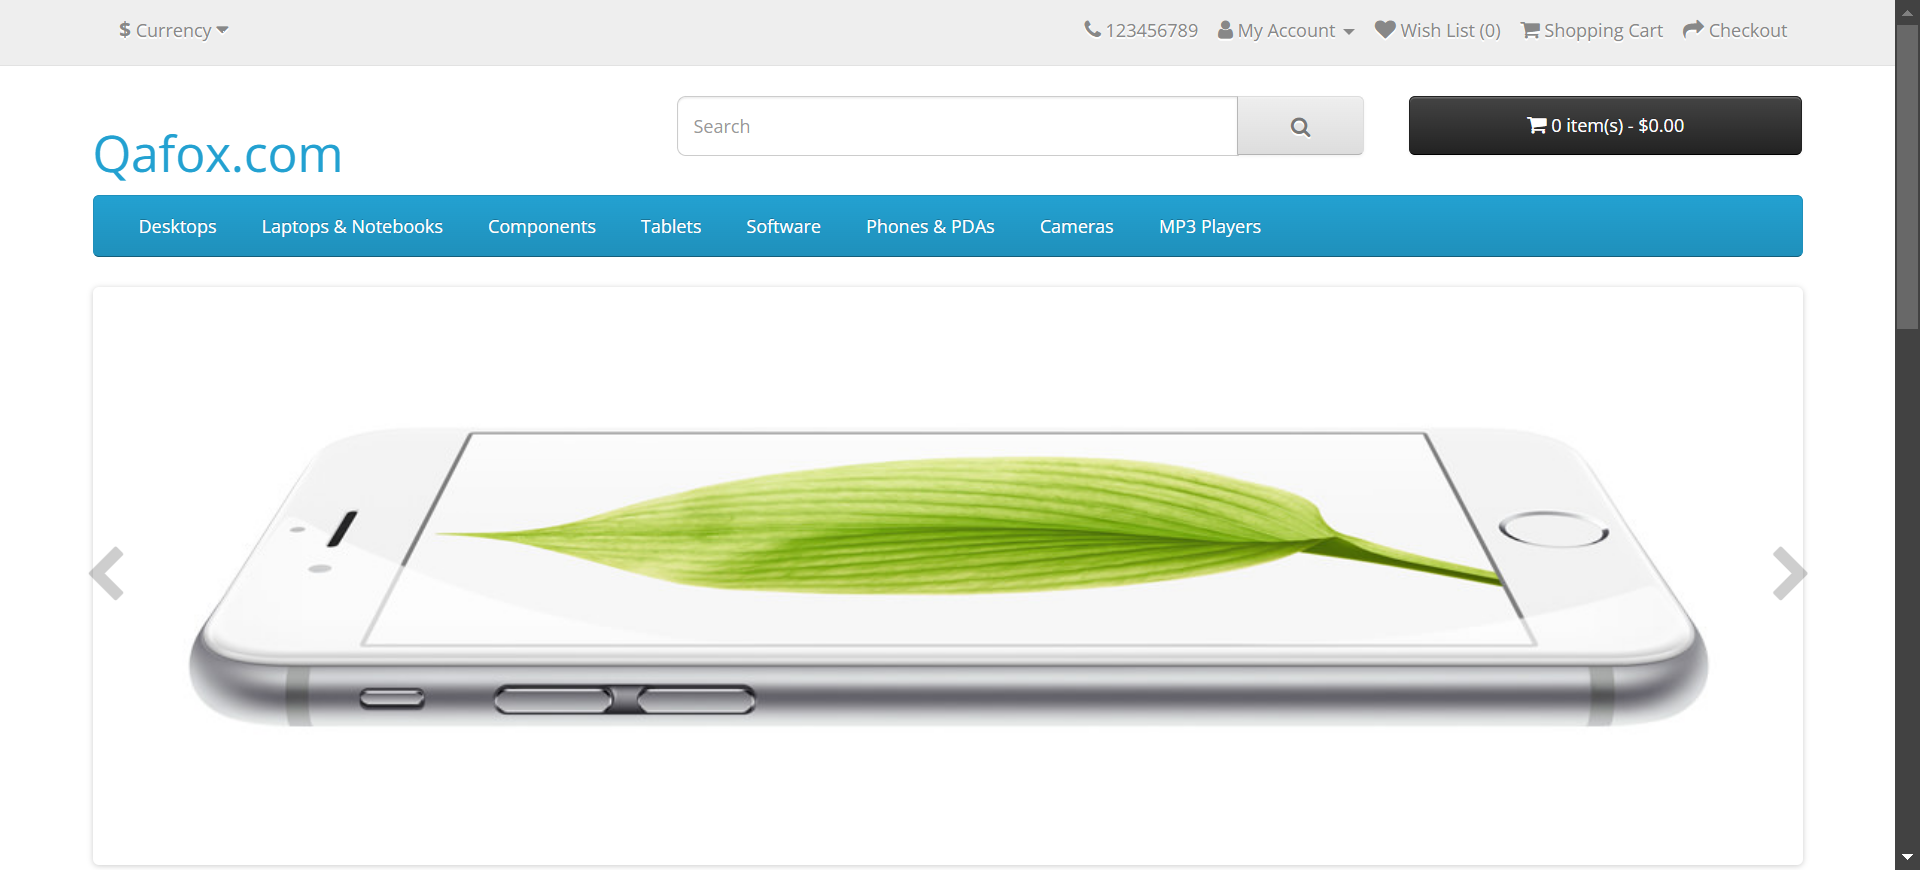 $ Currency
123456789 My Account Wish List (0) Shopping Cart Checkout
Qafox.com
Search
0 item(s) - $0.00
Desktops Laptops & Notebooks Components Tablets Software Phones & PDAs Cameras MP3 Players